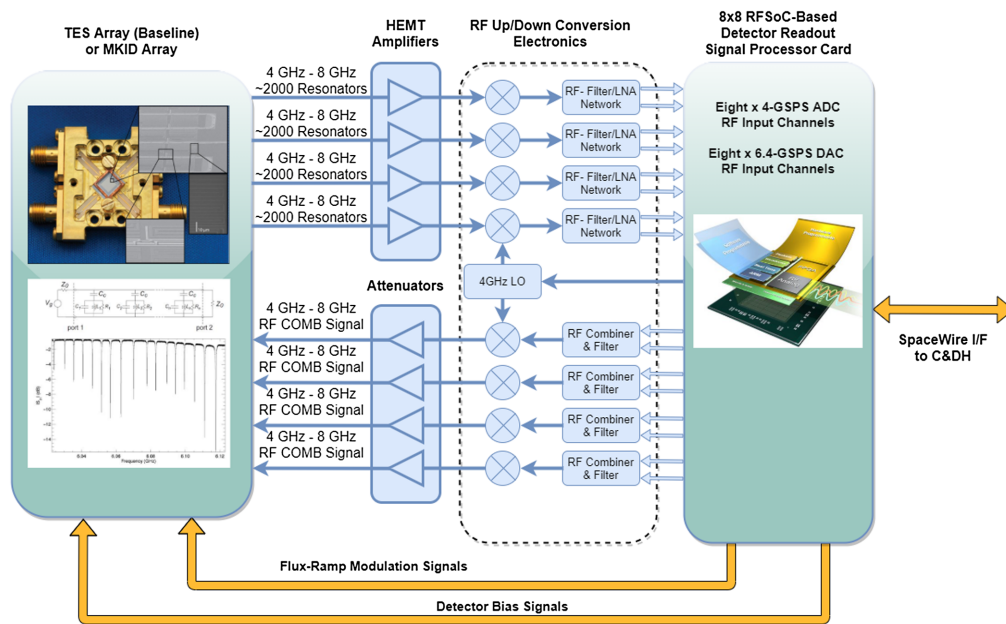 TES Array (Baseline)
or MKID Array
HEMT
Amplifiers
RF Up/Down Conversion
Electronics
8x8 RFSoC-Based
Detector Readout
Signal Processor Card
4 GHz - 8 GHz
~2000 Resonators
4 GHz - 8 GHz
~2000 Resonators
4 GHz - 8 GHz
~2000 Resonators
4 GHz - 8 GHz
~2000 Resonators
RF- Filter/LNA
Network
RF- Filter/LNA
Network
RF- Filter/LNA
Network
RF- Filter/LNA
Network
Eight x 4-GSPS ADC
RF Input Channels
Eight x 6.4-GSPS DAC
RF Input Channels
4GHz LO
Attenuators
4 GHz - 8 GHz
RF COMB Signal
4 GHz - 8 GHz
RF COMB Signal
4 GHz - 8 GHz
RF COMB Signal
4 GHz - 8 GHz
RF COMB Signal
RF Combiner
& Filter
RF Combiner
& Filter
RF Combiner
& Filter
RF Combiner
& Filter
port 1
port 2
Frequency (GHz)
SpaceWire I/F
to C&DH
Flux-Ramp Modulation Signals
Detector Bias Signals